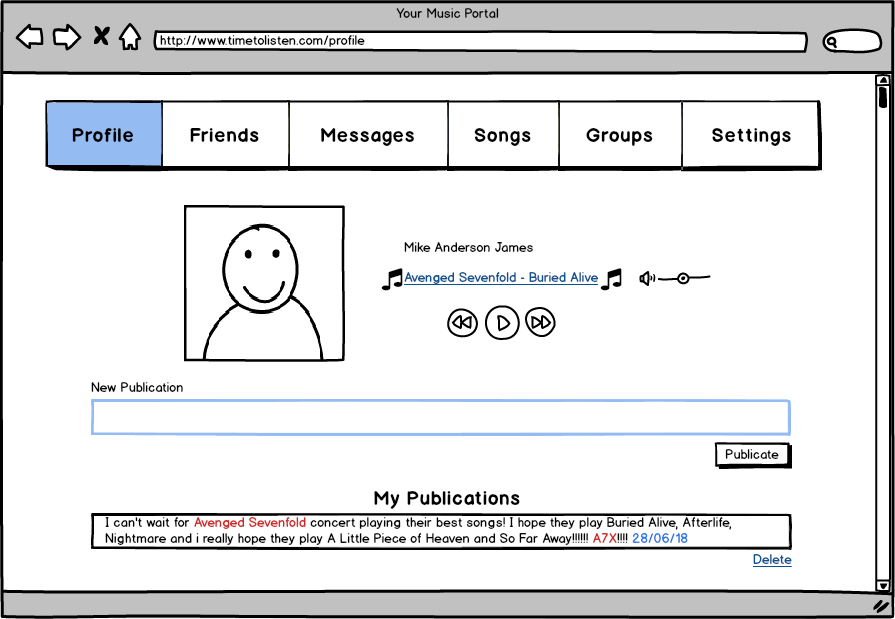 Your Music Portal
http://www.timetolisten.com/profile
Profile Friends Messages Songs Groups Settings
Mike Anderson James
Avenged Sevenfold - Buried Alive
New Publication
Publicate
My Publications
I can't wait for Avenged Sevenfold concert playing their best songs! I hope they play Buried Alive, Afterlife,
Nightmare and i really hope they play A Little Piece of Heaven and So Far Away!!!!!! A7X!!!! 28/06/18
Delete